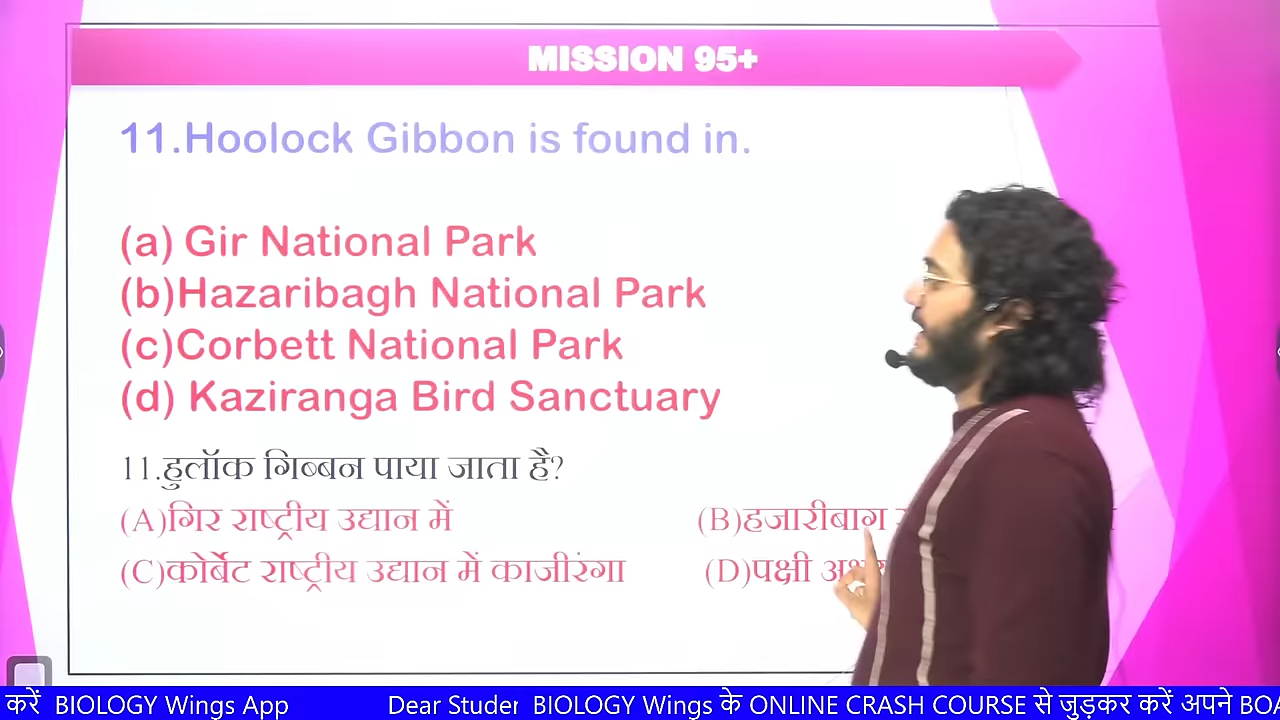 MISSION 95+
11.Hoolock Gibbon is found in.
(a) Gir National Park
(b)Hazaribagh National Park
(c)Corbett National Park
(d) Kaziranga Bird Sanctuary
11.हुलॉक गिब्बन पाया जाता है?
(A)गिर राष्ट्रीय उद्यान में (B)हजारीबाग
(C)कोर्बेट राष्ट्रीय उद्यान में काजीरंगा (D)पक्षी
करें BIOLOGY Wings App Dear Studen BIOLOGY Wings के ONLINE CRASH COURSE से जुड़कर करें अपने BOA